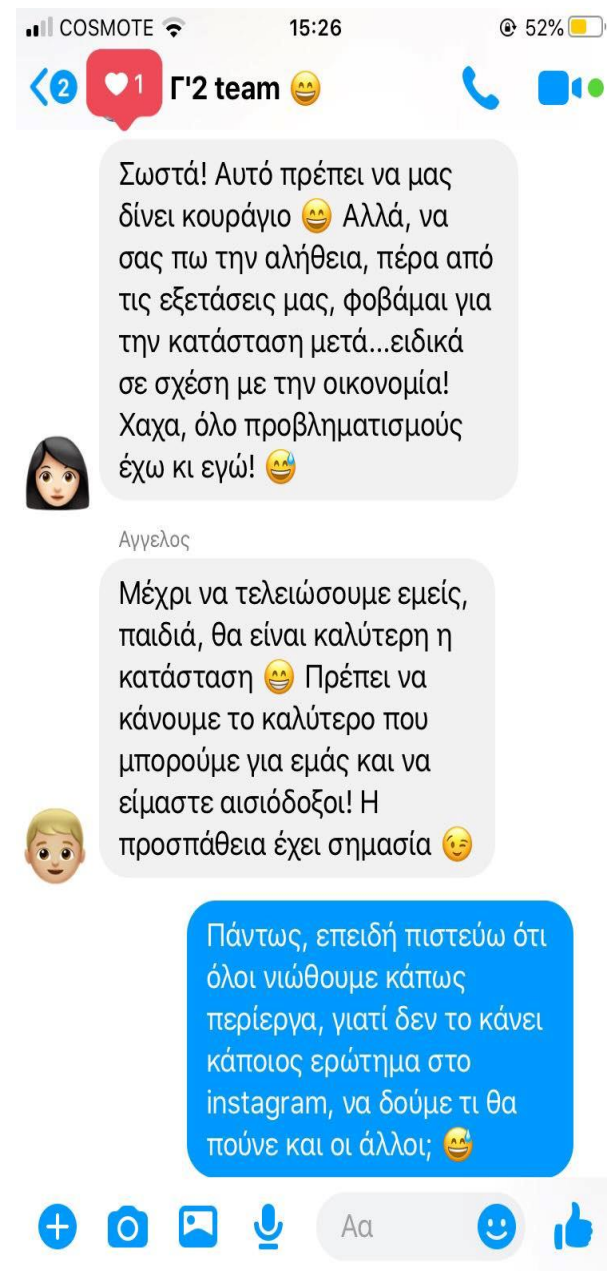 COSMOTE 15:26 52%
2 1 Γ'2 team 😄
Σωστά! Αυτό πρέπει να μας
δίνει κουράγιο 😄 Αλλά, να
σας πω την αλήθεια, πέρα από
τις εξετάσεις μας, φοβάμαι για
την κατάσταση μετά...ειδικά
σε σχέση με την οικονομία!
Χαχα, όλο προβληματισμούς
έχω κι εγώ! 😅
Αγγελος
Μέχρι να τελειώσουμε εμείς,
παιδιά, θα είναι καλύτερη η
κατάσταση 😁 Πρέπει να
κάνουμε το καλύτερο που
μπορούμε για εμάς και να
είμαστε αισιόδοξοι! Η
προσπάθεια έχει σημασία 😉
Πάντως, επειδή πιστεύω ότι
όλοι νιώθουμε κάπως
περίεργα, γιατί δεν το κάνει
κάποιος ερώτημα στο
instagram, να δούμε τι θα
πούνε και οι άλλοι; 😅
Aα